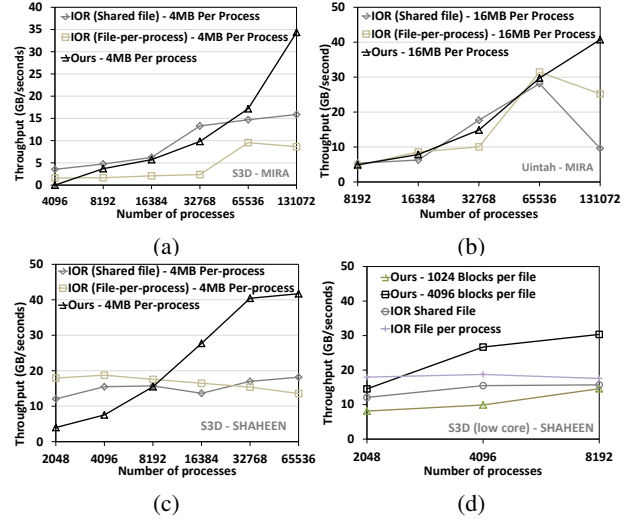 IOR (Shared file) - 4MB Per Process
IOR (File-per-process) - 4MB Per Process
Ours - 4MB Per process
Throughput (GB/seconds)
40
35
30
25
20
15
10
5
0
4096 8192 16384 32768 65536 131072
S3D - MIRA
Number of processes
(a)
IOR (Shared file) - 16MB Per Process
IOR (File-per-process) - 16MB Per Process
Ours - 16MB Per Process
Throughput (GB/seconds)
50
40
30
20
10
0
8192 16384 32768 65536 131072
Uintah - MIRA
Number of processes
(b)
IOR (Shared file) - 4MB Per-process
IOR (File-per-process) - 4MB Per-process
Ours - 4MB Per-process
Throughput (GB/seconds)
50
40
30
20
10
0
2048 4096 8192 16384 32768 65536
S3D - SHAHEEN
Number of processes
(c)
Ours - 1024 Blocks per file
Ours - 4096 blocks per file
IOR Shared File
IOR File per process
Throughput (GB/seconds)
50
40
30
20
10
0
2048 4096 8192
S3D (low core) - SHAHEEN
Number of processes
(d)